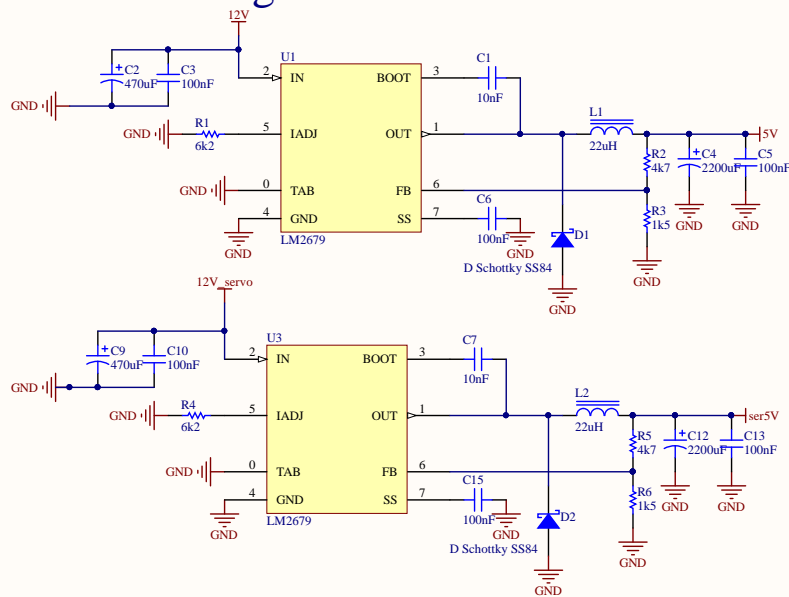 12V
U1
C2
470uF
C3
100nF
2 IN
BOOT 3
C1
10nF
GND
R1
6k2
GND
5 IADJ
OUT 1
L1
22uH
5V
R2
4k7
C4
2200uF
C5
100nF
GND
0 TAB
FB 6
4 GND
SS 7
C6
100nF
GND
R3
1k5
GND
GND
GND
LM2679
D1
D Schottky SS84
GND
GND
12V_servo
U3
C9
470uF
C10
100nF
2 IN
BOOT 3
C7
10nF
GND
R4
6k2
GND
5 IADJ
OUT 1
L2
22uH
ser5V
R5
4k7
C12
2200uF
C13
100nF
GND
0 TAB
FB 6
4 GND
SS 7
C15
100nF
GND
R6
1k5
GND
GND
GND
LM2679
D2
D Schottky SS84
GND
GND